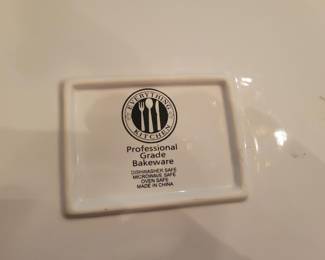 EVERYTHING
KITCHEN
Professional
Grade
Bakeware
DISHWASHER SAFE
MICROWAVE SAFE
OVEN SAFE
MADE IN CHINA